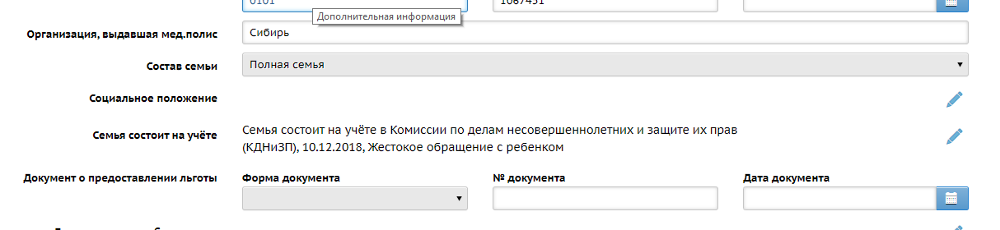 0101 1067451
Дополнительная информация
Организация, выдавшая мед.полис Сибирь
Состав семьи Полная семья
Социальное положение
Семья состоит на учёте Семья состоит на учёте в Комиссии по делам несовершеннолетних и защите их прав
(КДНиЗП), 10.12.2018, Жестокое обращение с ребенком
Документ о предоставлении льготы Форма документа № документа Дата документа